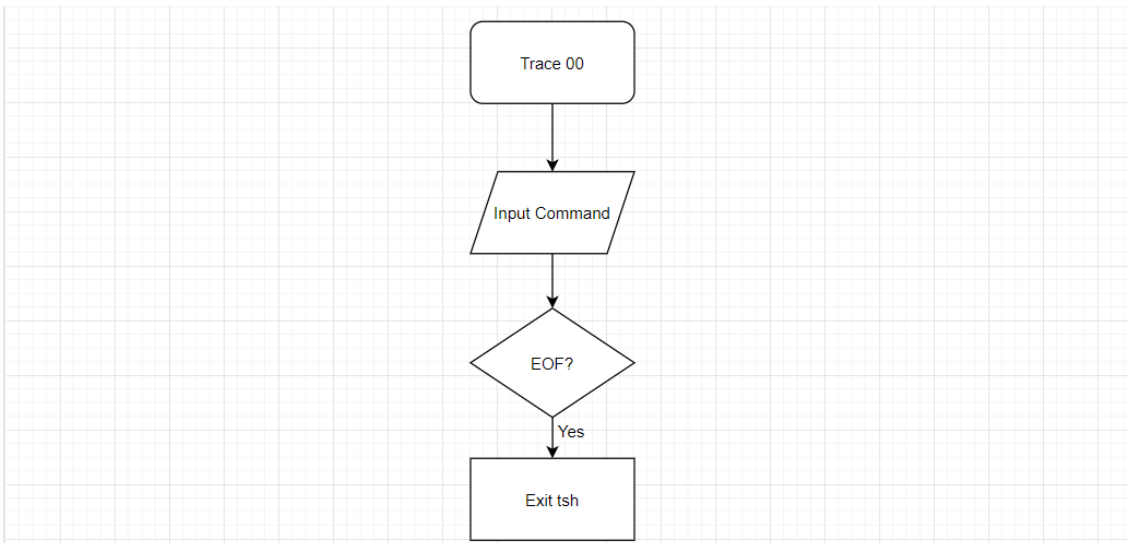 Trace 00
Input Command
EOF?
Yes
Exit tsh